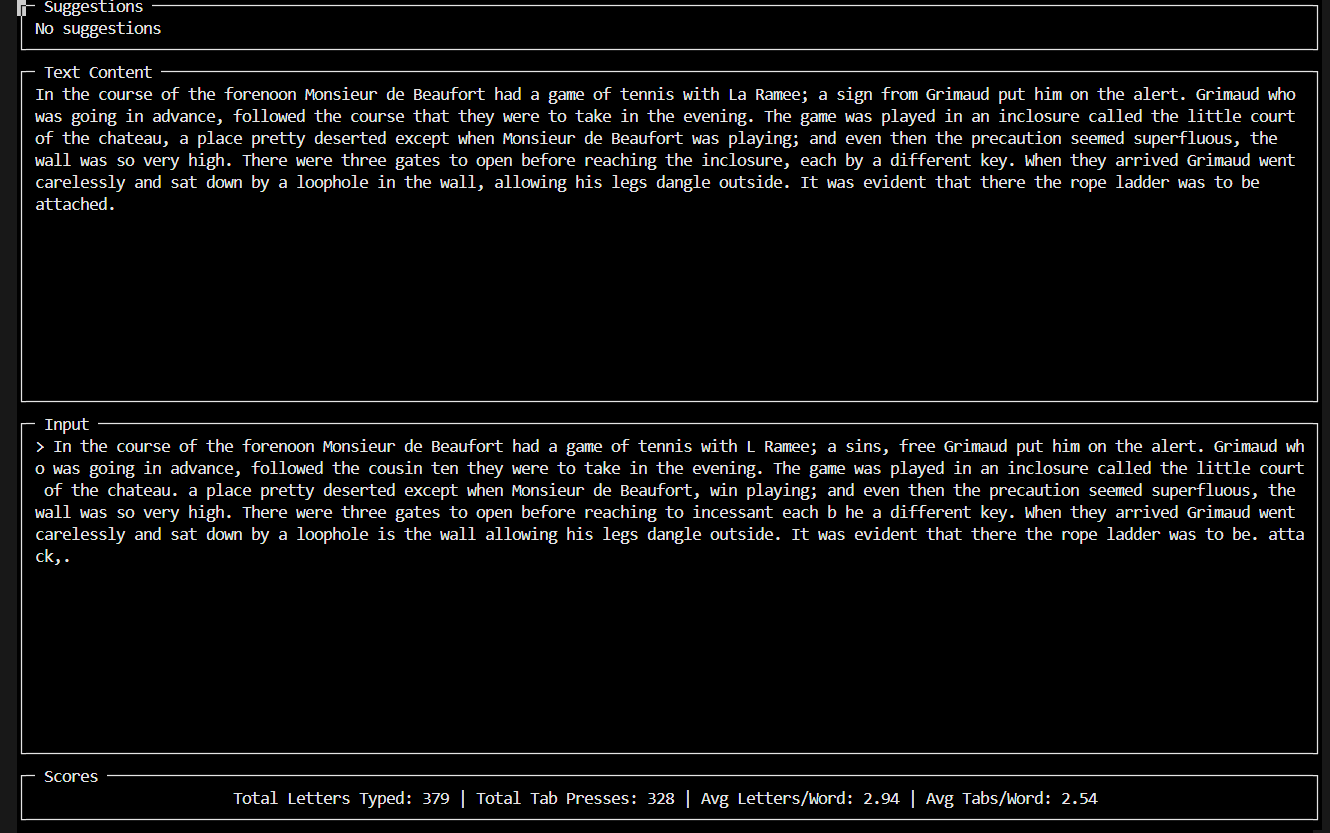 Suggestions
No suggestions
Text Content
In the course of the forenoon Monsieur de Beaufort had a game of tennis with La Ramee; a sign from Grimaud put him on the alert. Grimaud who
was going in advance, followed the course that they were to take in the evening. The game was played in an inclosure called the little court
of the chateau, a place pretty deserted except when Monsieur de Beaufort was playing; and even then the precaution seemed superfluous, the
wall was so very high. There were three gates to open before reaching the inclosure, each by a different key. When they arrived Grimaud went
carelessly and sat down by a loophole in the wall, allowing his legs dangle outside. It was evident that there the rope ladder was to be
attached.
Input
> In the course of the forenoon Monsieur de Beaufort had a game of tennis with L Ramee; a sins, free Grimaud put him on the alert. Grimaud wh
o was going in advance, followed the cousin ten they were to take in the evening. The game was played in an inclosure called the little court
of the chateau. a place pretty deserted except when Monsieur de Beaufort, win playing; and even then the precaution seemed superfluous, the
wall was so very high. There were three gates to open before reaching to incessant each b he a different key. When they arrived Grimaud went
carelessly and sat down by a loophole is the wall allowing his legs dangle outside. It was evident that there the rope ladder was to be. atta
ck,.
Scores
Total Letters Typed: 379 | Total Tab Presses: 328 | Avg Letters/Word: 2.94 | Avg Tabs/Word: 2.54